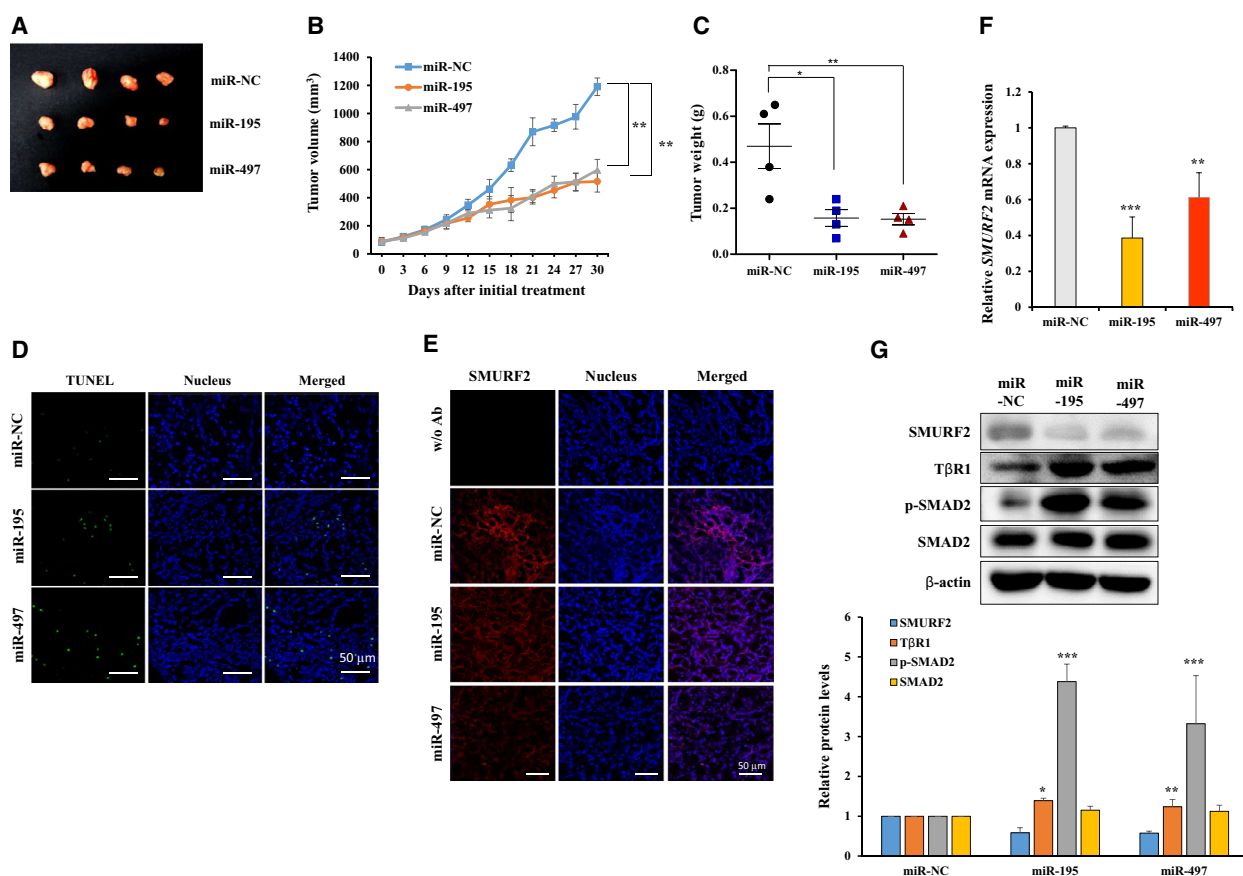 A
miR-NC
miR-195
miR-497
B
Tumor volume (mm³)
1400
1200
1000
800
600
400
200
0
miR-NC
miR-195
miR-497
**
**
0 3 6 9 12 15 18 21 24 27 30
Days after initial treatment
C
Tumor weight (g)
0.8
0.6
0.4
0.2
0.0
**
*
miR-NC miR-195 miR-497
F
Relative SMURF2 mRNA expression
1.2
1
0.8
0.6
0.4
0.2
0
***
**
miR-NC miR-195 miR-497
D
TUNEL Nucleus Merged
miR-NC
miR-195
miR-497
50 μm
E
SMURF2 Nucleus Merged
w/o Ab
miR-NC
miR-195
miR-497
50 μm
G
miR miR miR
-NC -195 -497
SMURF2
TβR1
p-SMAD2
SMAD2
β-actin
Relative protein levels
6
5
4
3
2
1
0
SMURF2
TβR1
p-SMAD2
SMAD2
*
***
**
***
miR-NC miR-195 miR-497